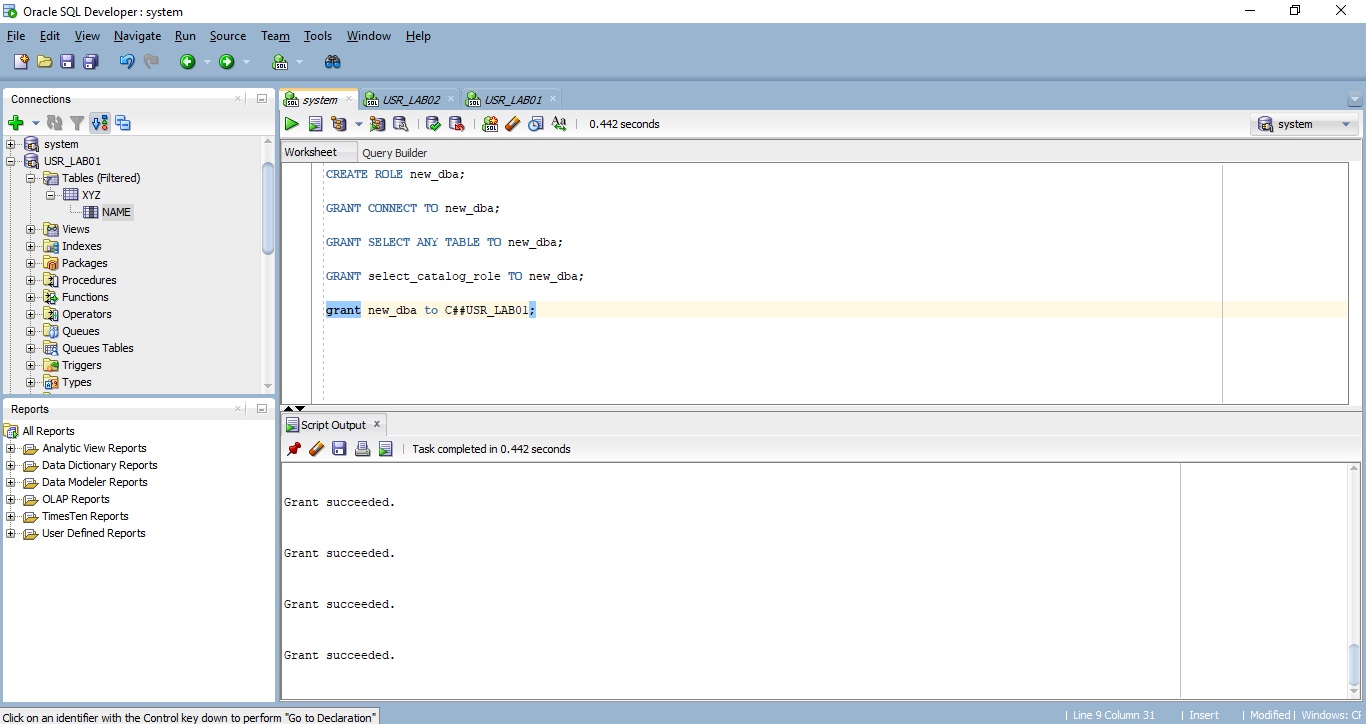 Oracle SQL Developer : system
File Edit View Navigate Run Source Team Tools Window Help
Connections
system
USR_LAB01
Tables (Filtered)
XYZ
NAME
Views
Indexes
Packages
Procedures
Functions
Operators
Queues
Queues Tables
Triggers
Types
Reports
All Reports
Analytic View Reports
Data Dictionary Reports
Data Modeler Reports
OLAP Reports
TimesTen Reports
User Defined Reports
system USR_LAB02 USR_LAB01
0.442 seconds
system
Worksheet Query Builder
CREATE ROLE new_dba;
GRANT CONNECT TO new_dba;
GRANT SELECT ANY TABLE TO new_dba;
GRANT select_catalog_role TO new_dba;
grant new_dba to C##USR_LAB01;
Script Output
Task completed in 0.442 seconds
Grant succeeded.
Grant succeeded.
Grant succeeded.
Grant succeeded.
Click on an identifier with the Control key down to perform "Go to Declaration"
Line 9 Column 31 Insert Modified Windows: